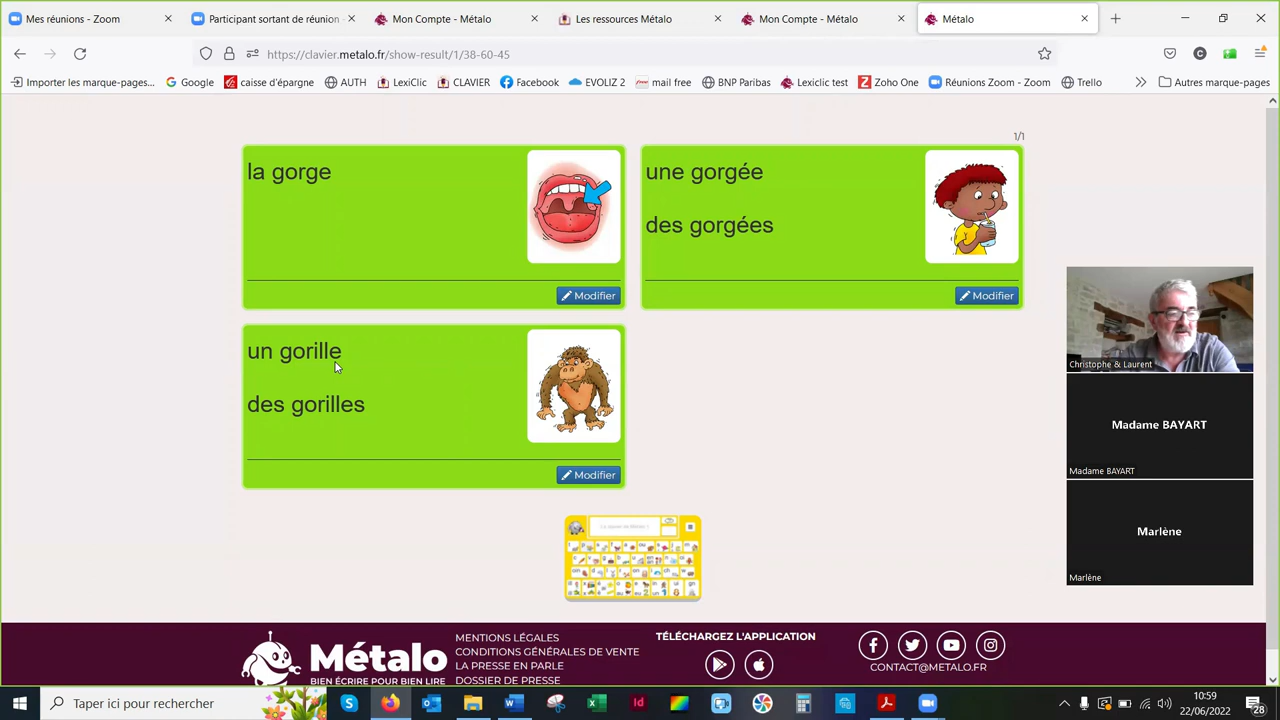 Mes réunions - Zoom
Participant sortant de réunion -
Mon Compte - Métalo
Les ressources Métalo
Mon Compte - Métalo
Métalo
https://clavier.metalo.fr/show-result/1/38-60-45
Importer les marque-pages...
Google
caisse d'épargne
AUTH
LexiClic
CLAVIER
Facebook
EVOLIZ 2
mail free
BNP Paribas
Lexiclic test
Zoho One
Réunions Zoom - Zoom
Trello
Autres marque-pages
1/1
la gorge
Modifier
une gorgée
des gorgées
Modifier
un gorille
des gorilles
Modifier
Christophe & Laurent
Madame BAYART
Madame BAYART
Marlène
Marlène
Métalo
BIEN ÉCRIRE POUR BIEN LIRE
MENTIONS LÉGALES
CONDITIONS GÉNÉRALES DE VENTE
LA PRESSE EN PARLE
DOSSIER DE PRESSE
TÉLÉCHARGEZ L'APPLICATION
CONTACT@METALO.FR
Taper ici pour rechercher
10:59
22/06/2022
28